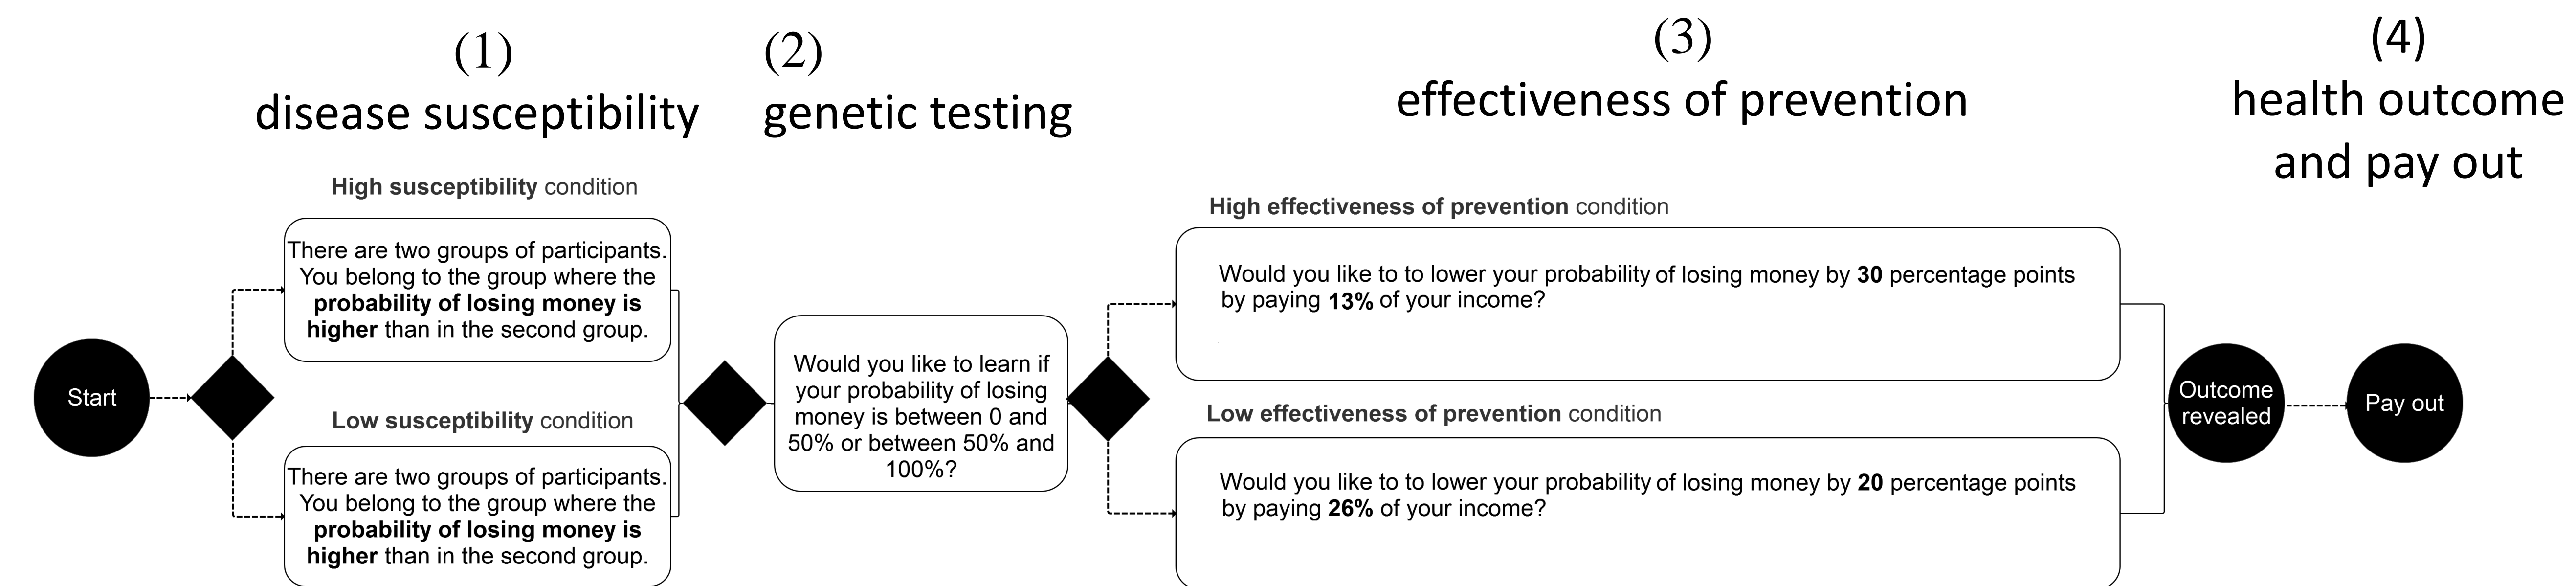 (1)
disease susceptibility
(2)
genetic testing
(3)
effectiveness of prevention
(4)
health outcome
and pay out
Start
High susceptibility condition
There are two groups of participants.
You belong to the group where the
probability of losing money is
higher than in the second group.
Low susceptibility condition
There are two groups of participants.
You belong to the group where the
probability of losing money is
higher than in the second group.
Would you like to learn if
your probability of losing
money is between 0 and
50% or between 50% and
100%?
High effectiveness of prevention condition
Would you like to to lower your probability of losing money by 30 percentage points
by paying 13% of your income?
Low effectiveness of prevention condition
Would you like to to lower your probability of losing money by 20 percentage points
by paying 26% of your income?
Outcome
revealed
Pay out